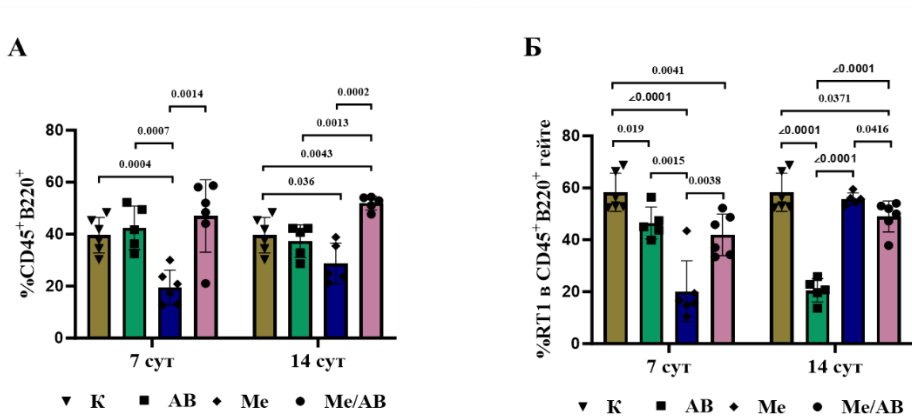 А
%CD45⁺B220⁺
0.0014
0.0007
0.0004
0.0002
0.0013
0.0043
0.036
80
60
40
20
0
7 сут
14 сут
К
АВ
Ме
Ме/АВ
Б
%RT1 в CD45⁺B220⁺ гейте
0.0041
<0.0001
0.019
0.0015
0.0038
<0.0001
0.0371
<0.0001
0.0416
<0.0001
80
60
40
20
0
7 сут
14 сут
К
АВ
Ме
Ме/АВ